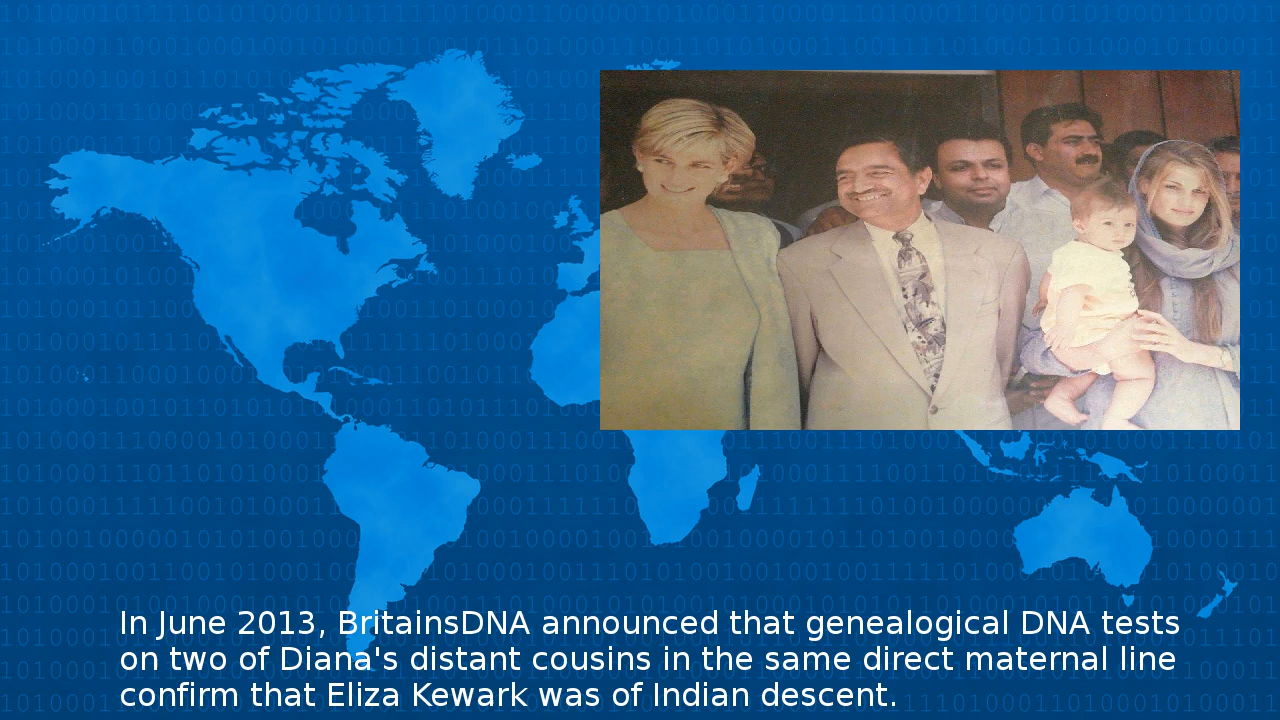 In June 2013, BritainsDNA announced that genealogical DNA tests
on two of Diana's distant cousins in the same direct maternal line
confirm that Eliza Kewark was of Indian descent.